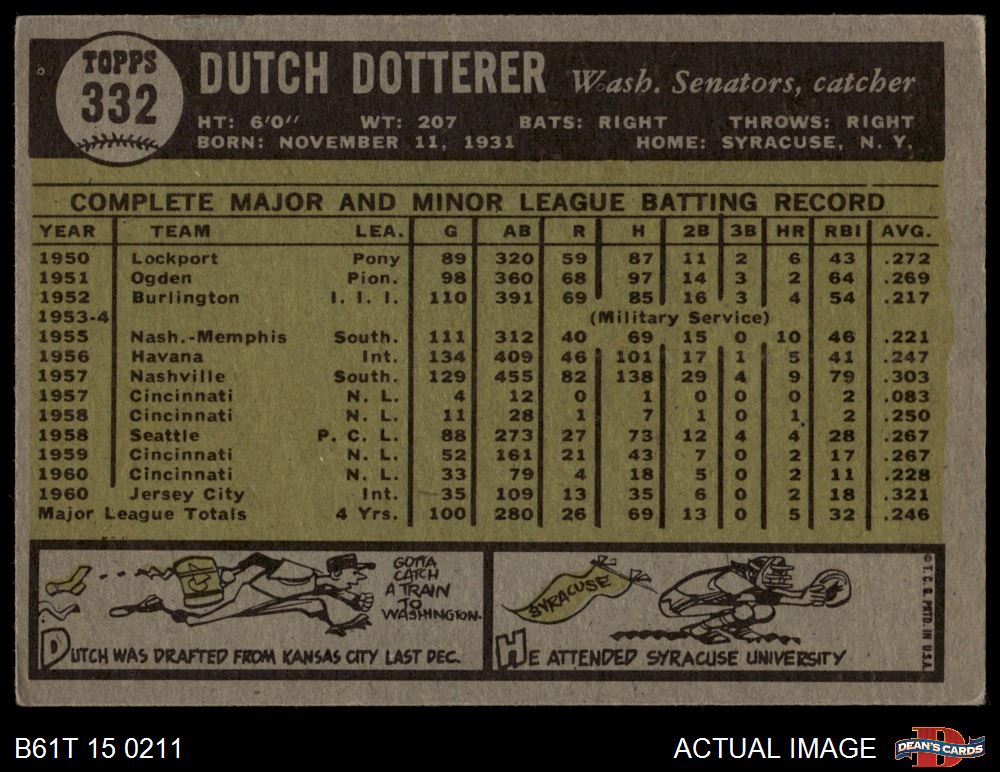 TOPPS
332
DUTCH DOTTERER Wash. Senators, catcher
HT: 6'0" WT: 207 BATS: RIGHT THROWS: RIGHT
BORN: NOVEMBER 11, 1931 HOME: SYRACUSE, N. Y.
COMPLETE MAJOR AND MINOR LEAGUE BATTING RECORD
YEAR TEAM LEA. G AB R H 2B 3B HR RBI AVG.
1950 Lockport Pony 89 320 59 87 11 2 6 43 .272
1951 Ogden Pion. 98 360 68 97 14 3 2 64 .269
1952 Burlington I. I. I. 110 391 69 85 16 3 4 54 .217
1953-4 (Military Service)
1955 Nash.-Memphis South. 111 312 40 69 15 0 10 46 .221
1956 Havana Int. 134 409 46 101 17 1 5 41 .247
1957 Nashville South. 129 455 82 138 29 4 9 79 .303
1957 Cincinnati N. L. 4 12 0 1 0 0 0 2 .083
1958 Cincinnati N. L. 11 28 1 7 1 0 1 2 .250
1958 Seattle P. C. L. 88 273 27 73 12 4 4 28 .267
1959 Cincinnati N. L. 52 161 21 43 7 0 2 17 .267
1960 Cincinnati N. L. 33 79 4 18 5 0 2 11 .228
1960 Jersey City Int. 35 109 13 35 6 0 2 18 .321
Major League Totals 4 Yrs. 100 280 26 69 13 0 5 32 .246
GOTTA
CATCH
A TRAIN
TO
WASHINGTON.
DUTCH WAS DRAFTED FROM KANSAS CITY LAST DEC.
SYRACUSE
HE ATTENDED SYRACUSE UNIVERSITY
© T. C. G. PRTD. IN U.S.A.
B61T 15 0211
ACTUAL IMAGE
D
DEAN'S CARDS